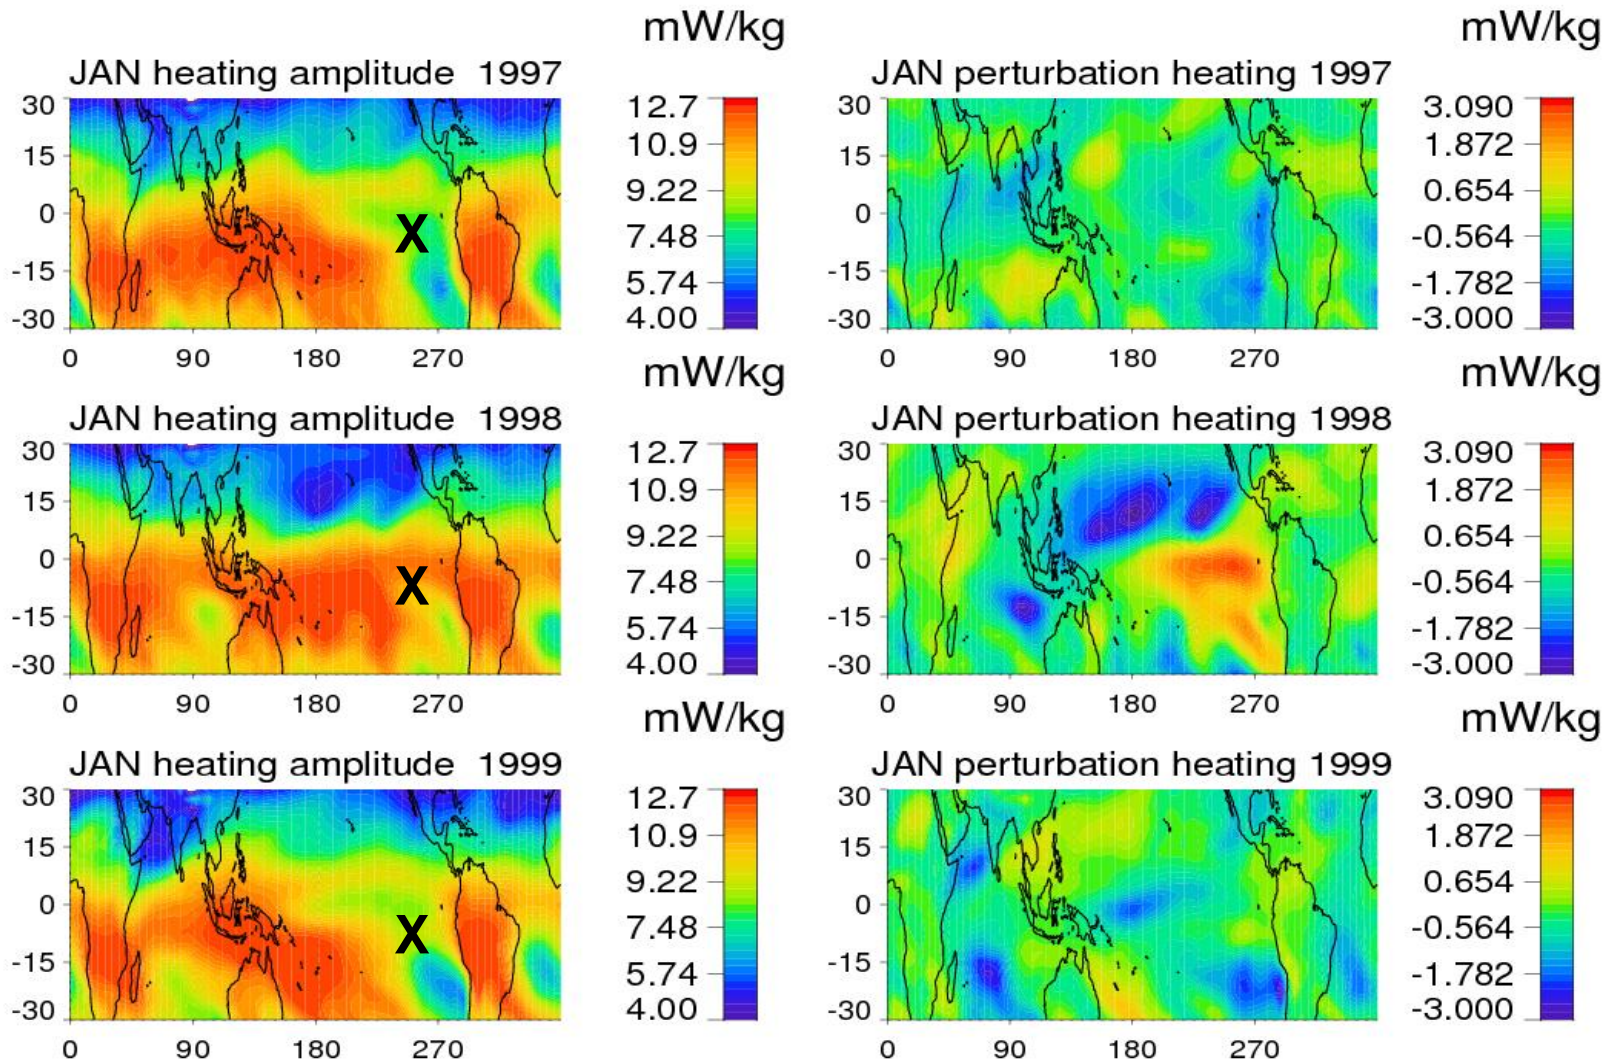 mW/kg mW/kg
JAN heating amplitude 1997 JAN perturbation heating 1997
30 12.7 3.090
15 10.9 1.872
0 9.22 0.654
X
7.48 -0.564
-15 5.74 -1.782
-30 4.00 -3.000
0 90 180 270 0 90 180 270
mW/kg mW/kg
JAN heating amplitude 1998 JAN perturbation heating 1998
30 12.7 30 3.090
15 10.9 15 1.872
0 9.22 0 0.654
X
7.48 -0.564
-15 5.74 -15 -1.782
-30 4.00 -30 -3.000
0 90 180 270 0 90 180 270
mW/kg mW/kg
JAN heating amplitude 1999 JAN perturbation heating 1999
30 12.7 30 3.090
15 10.9 15 1.872
0 9.22 0 0.654
X
7.48 -0.564
-15 5.74 -15 -1.782
-30 4.00 -30 -3.000
0 90 180 270 0 90 180 270